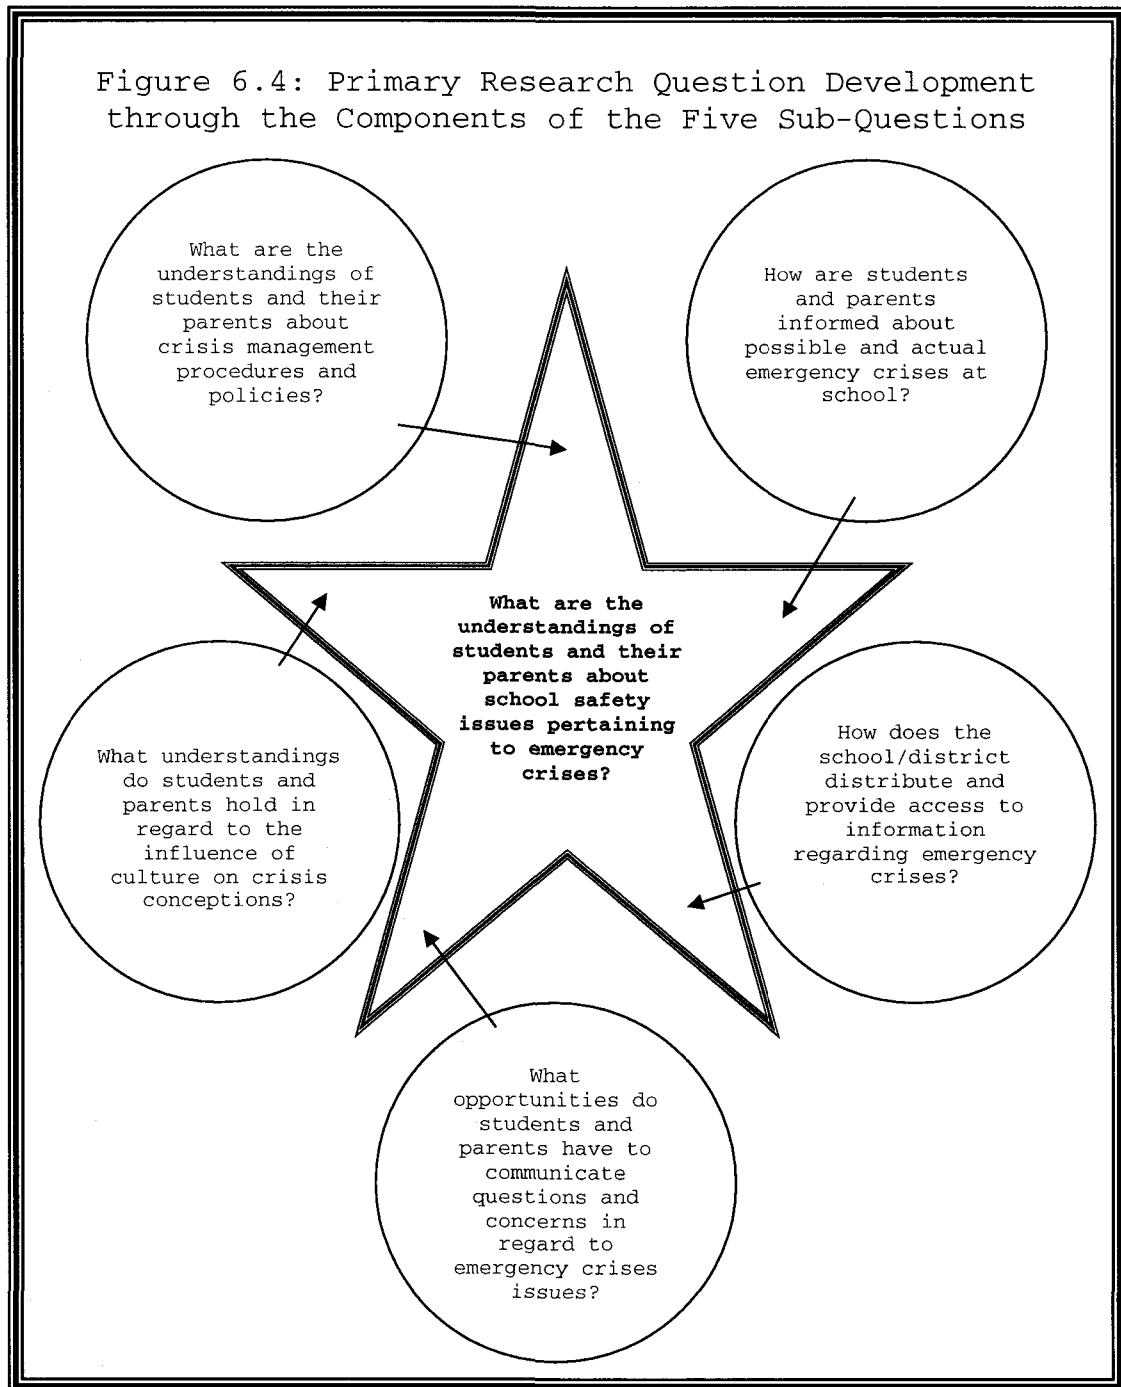 Figure 6.4: Primary Research Question Development
through the Components of the Five Sub-Questions
What are the
understandings of
students and their
parents about
crisis management
procedures and
policies?
How are students
and parents
informed about
possible and actual
emergency crises at
school?
What are the
understandings of
students and their
parents about
school safety
issues pertaining
to emergency
crises?
What understandings
do students and
parents hold in
regard to the
influence of
culture on crisis
conceptions?
How does the
school/district
distribute and
provide access to
information
regarding emergency
crises?
What
opportunities do
students and
parents have to
communicate
questions and
concerns in
regard to
emergency crises
issues?